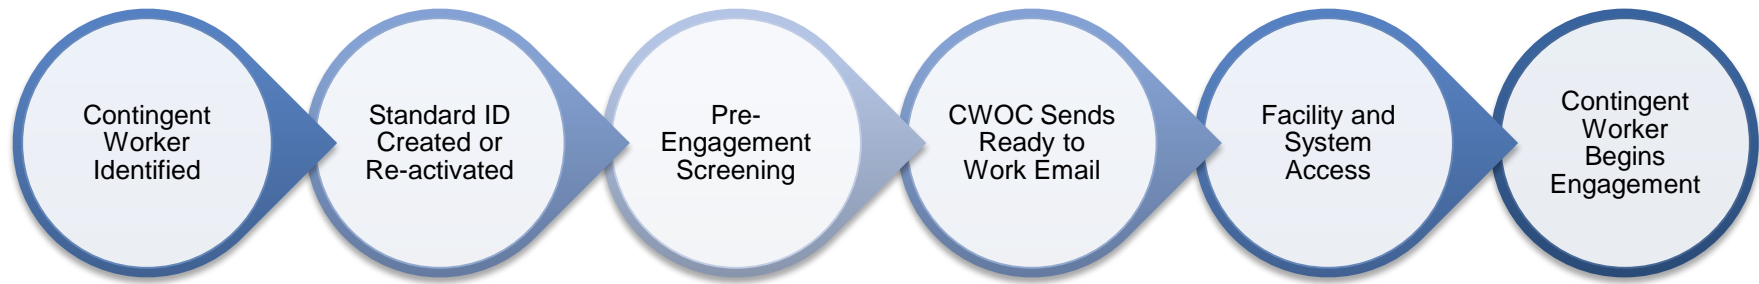 Contingent
Worker
Identified
Standard ID
Created or
Re-activated
Pre-
Engagement
Screening
CWOC Sends
Ready to
Work Email
Facility and
System
Access
Contingent
Worker
Begins
Engagement